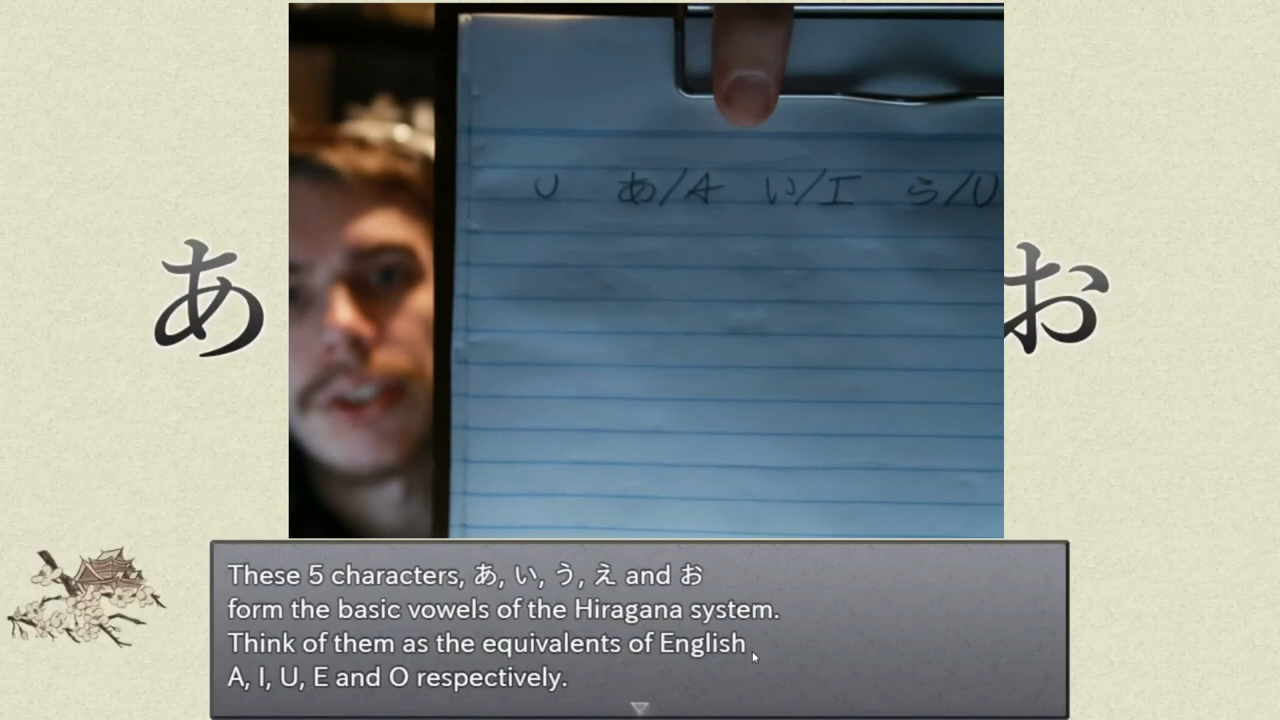 U あ/A い/I う/U
あ お
These 5 characters, あ, い, う, え and お
form the basic vowels of the Hiragana system.
Think of them as the equivalents of English
A, I, U, E and O respectively.